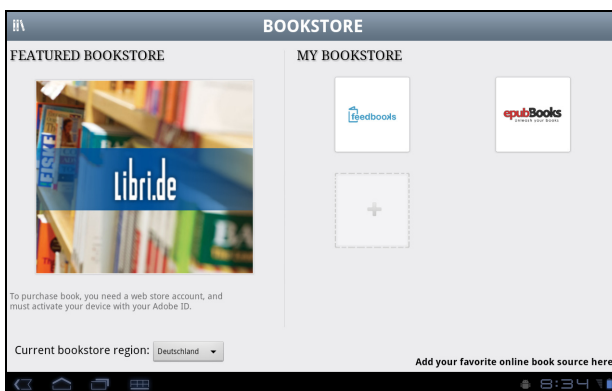 BOOKSTORE
FEATURED BOOKSTORE
FISKE
Libri.de
To purchase book, you need a web store account, and
must activate your device with your Adobe ID.
Current bookstore region: Deutschland
MY BOOKSTORE
feedbooks
epubBooks
+
Add your favorite online book source here
8:34